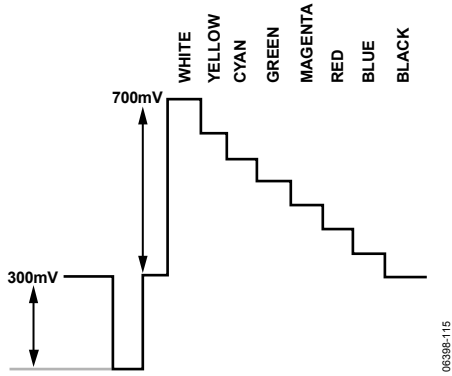 WHITE
YELLOW
CYAN
GREEN
MAGENTA
RED
BLUE
BLACK
700mV
300mV
06398-115